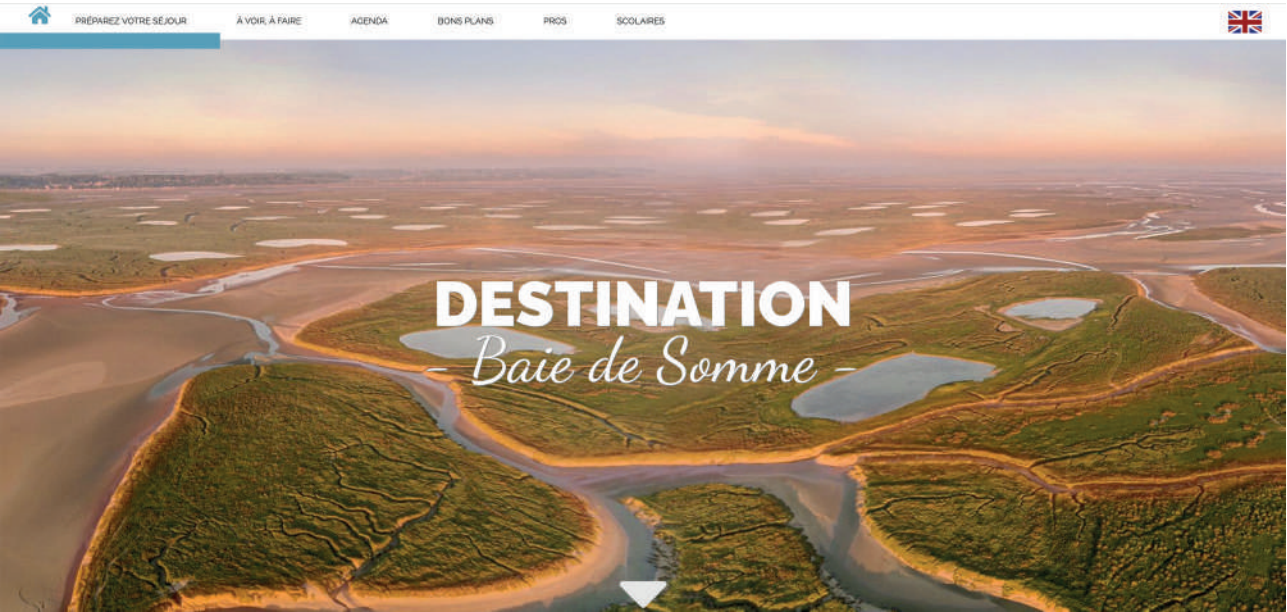 PRÉPAREZ VOTRE SÉJOUR À VOIR, À FAIRE AGENDA BONS PLANS PROS SCOLAIRES
DESTINATION
- Baie de Somme -